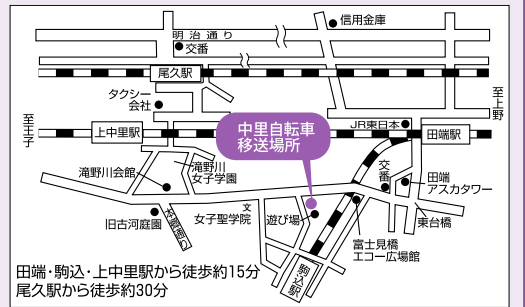 信用金庫
明治通り
交番
尾久駅
タクシー
会社
至上野
至王子
上中里駅
中里自転車
移送場所
JR東日本
田端駅
滝野川会館
滝野川
女子学園
交番
田端
アスカタワー
旧古河庭園
本郷通り
文
女子聖学院
遊び場
東台橋
富士見橋
エコー広場館
駒込駅
田端・駒込・上中里駅から徒歩約15分
尾久駅から徒歩約30分